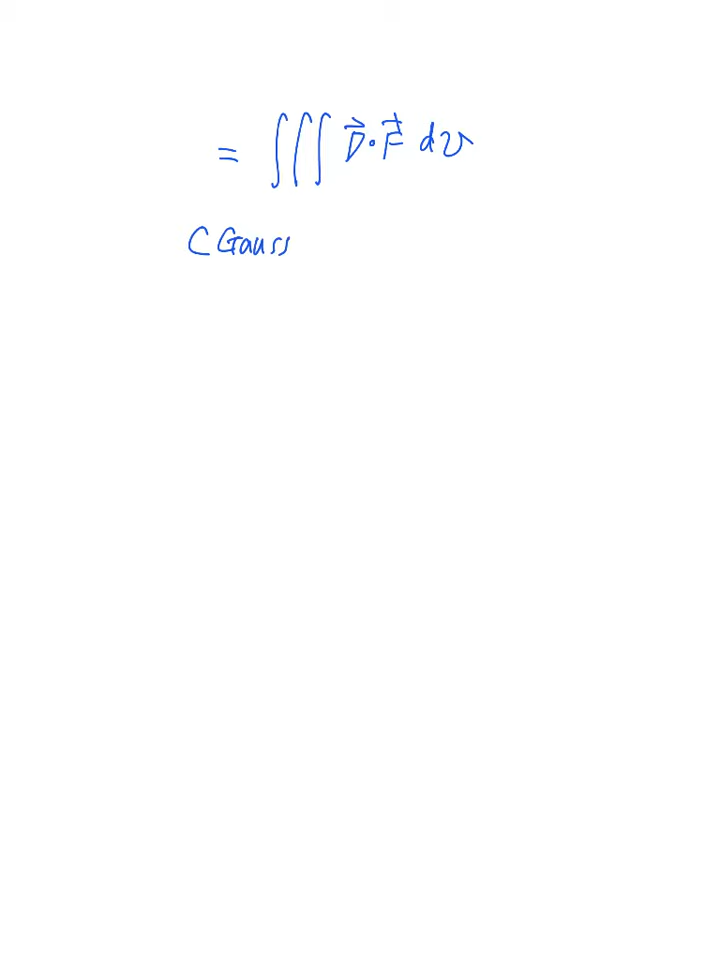 = ∭ ∇⃗·F⃗ dv
C Gauss